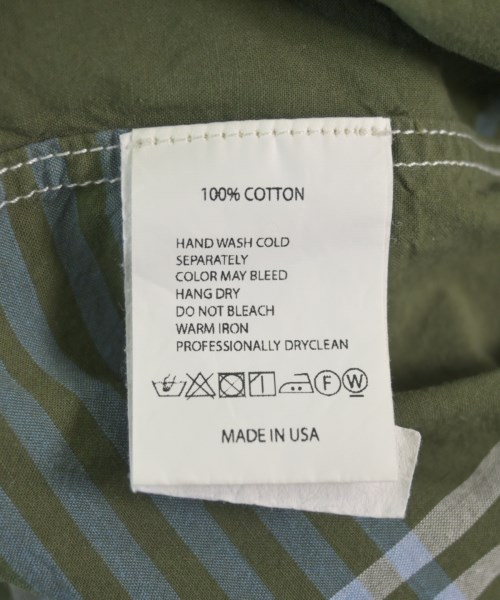 100% COTTON
HAND WASH COLD
SEPARATELY
COLOR MAY BLEED
HANG DRY
DO NOT BLEACH
WARM IRON
PROFESSIONALLY DRYCLEAN
F W
MADE IN USA